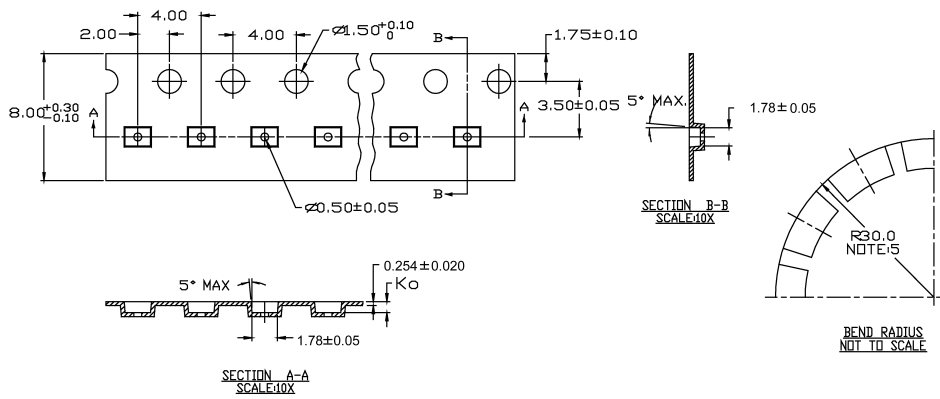 4.00
2.00
4.00
⌀1.50 +0.10 0
B
1.75±0.10
8.00 +0.30 -0.10
A
A
3.50±0.05
B
⌀0.50±0.05
5° MAX.
1.78±0.05
SECTION B-B
SCALE:10X
R30.0
NOTE:5
BEND RADIUS
NOT TO SCALE
5° MAX
0.254±0.020
Ko
1.78±0.05
SECTION A-A
SCALE:10X